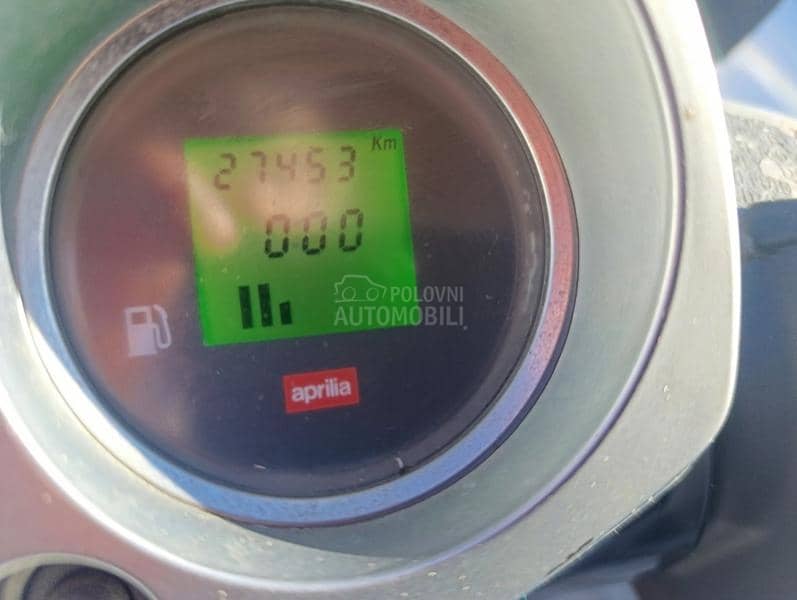 Km
27453
000
POLOVNI
AUTOMOBILI
aprilia